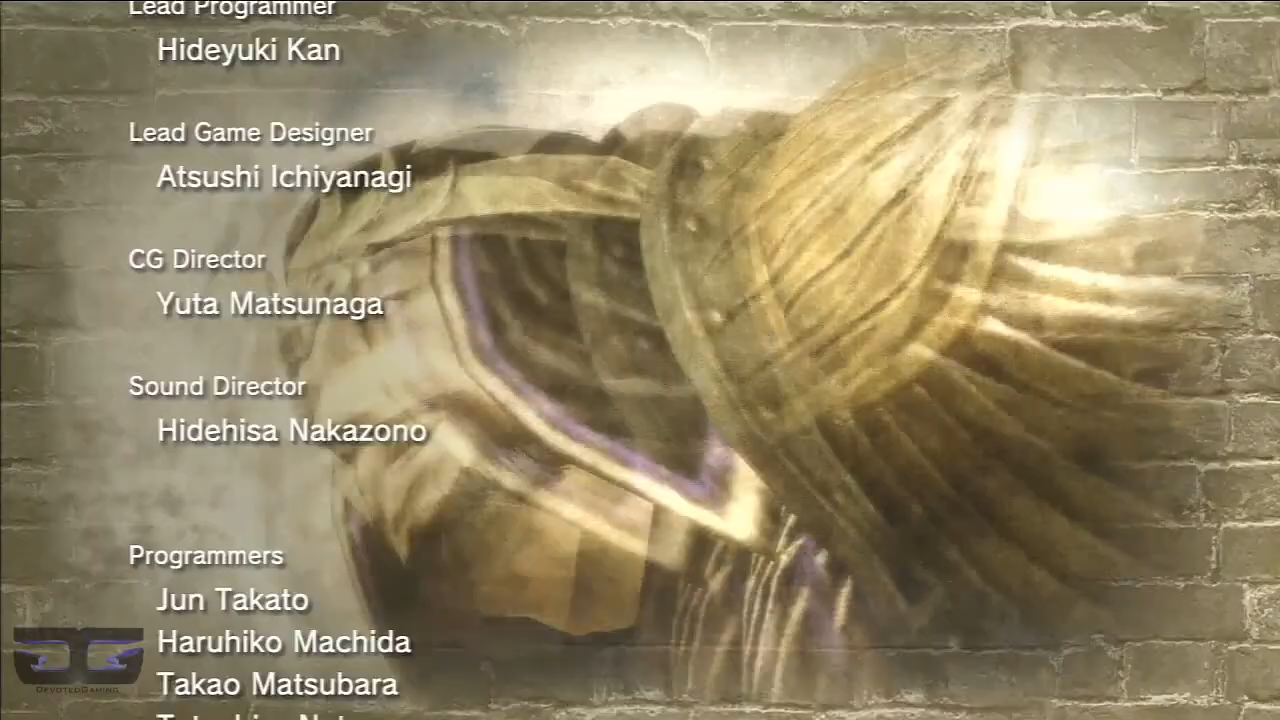 Lead Programmer
Hideyuki Kan
Lead Game Designer
Atsushi Ichiyanagi
CG Director
Yuta Matsunaga
Sound Director
Hidehisa Nakazono
Programmers
Jun Takato
Haruhiko Machida
Takao Matsubara
DevotedGaming